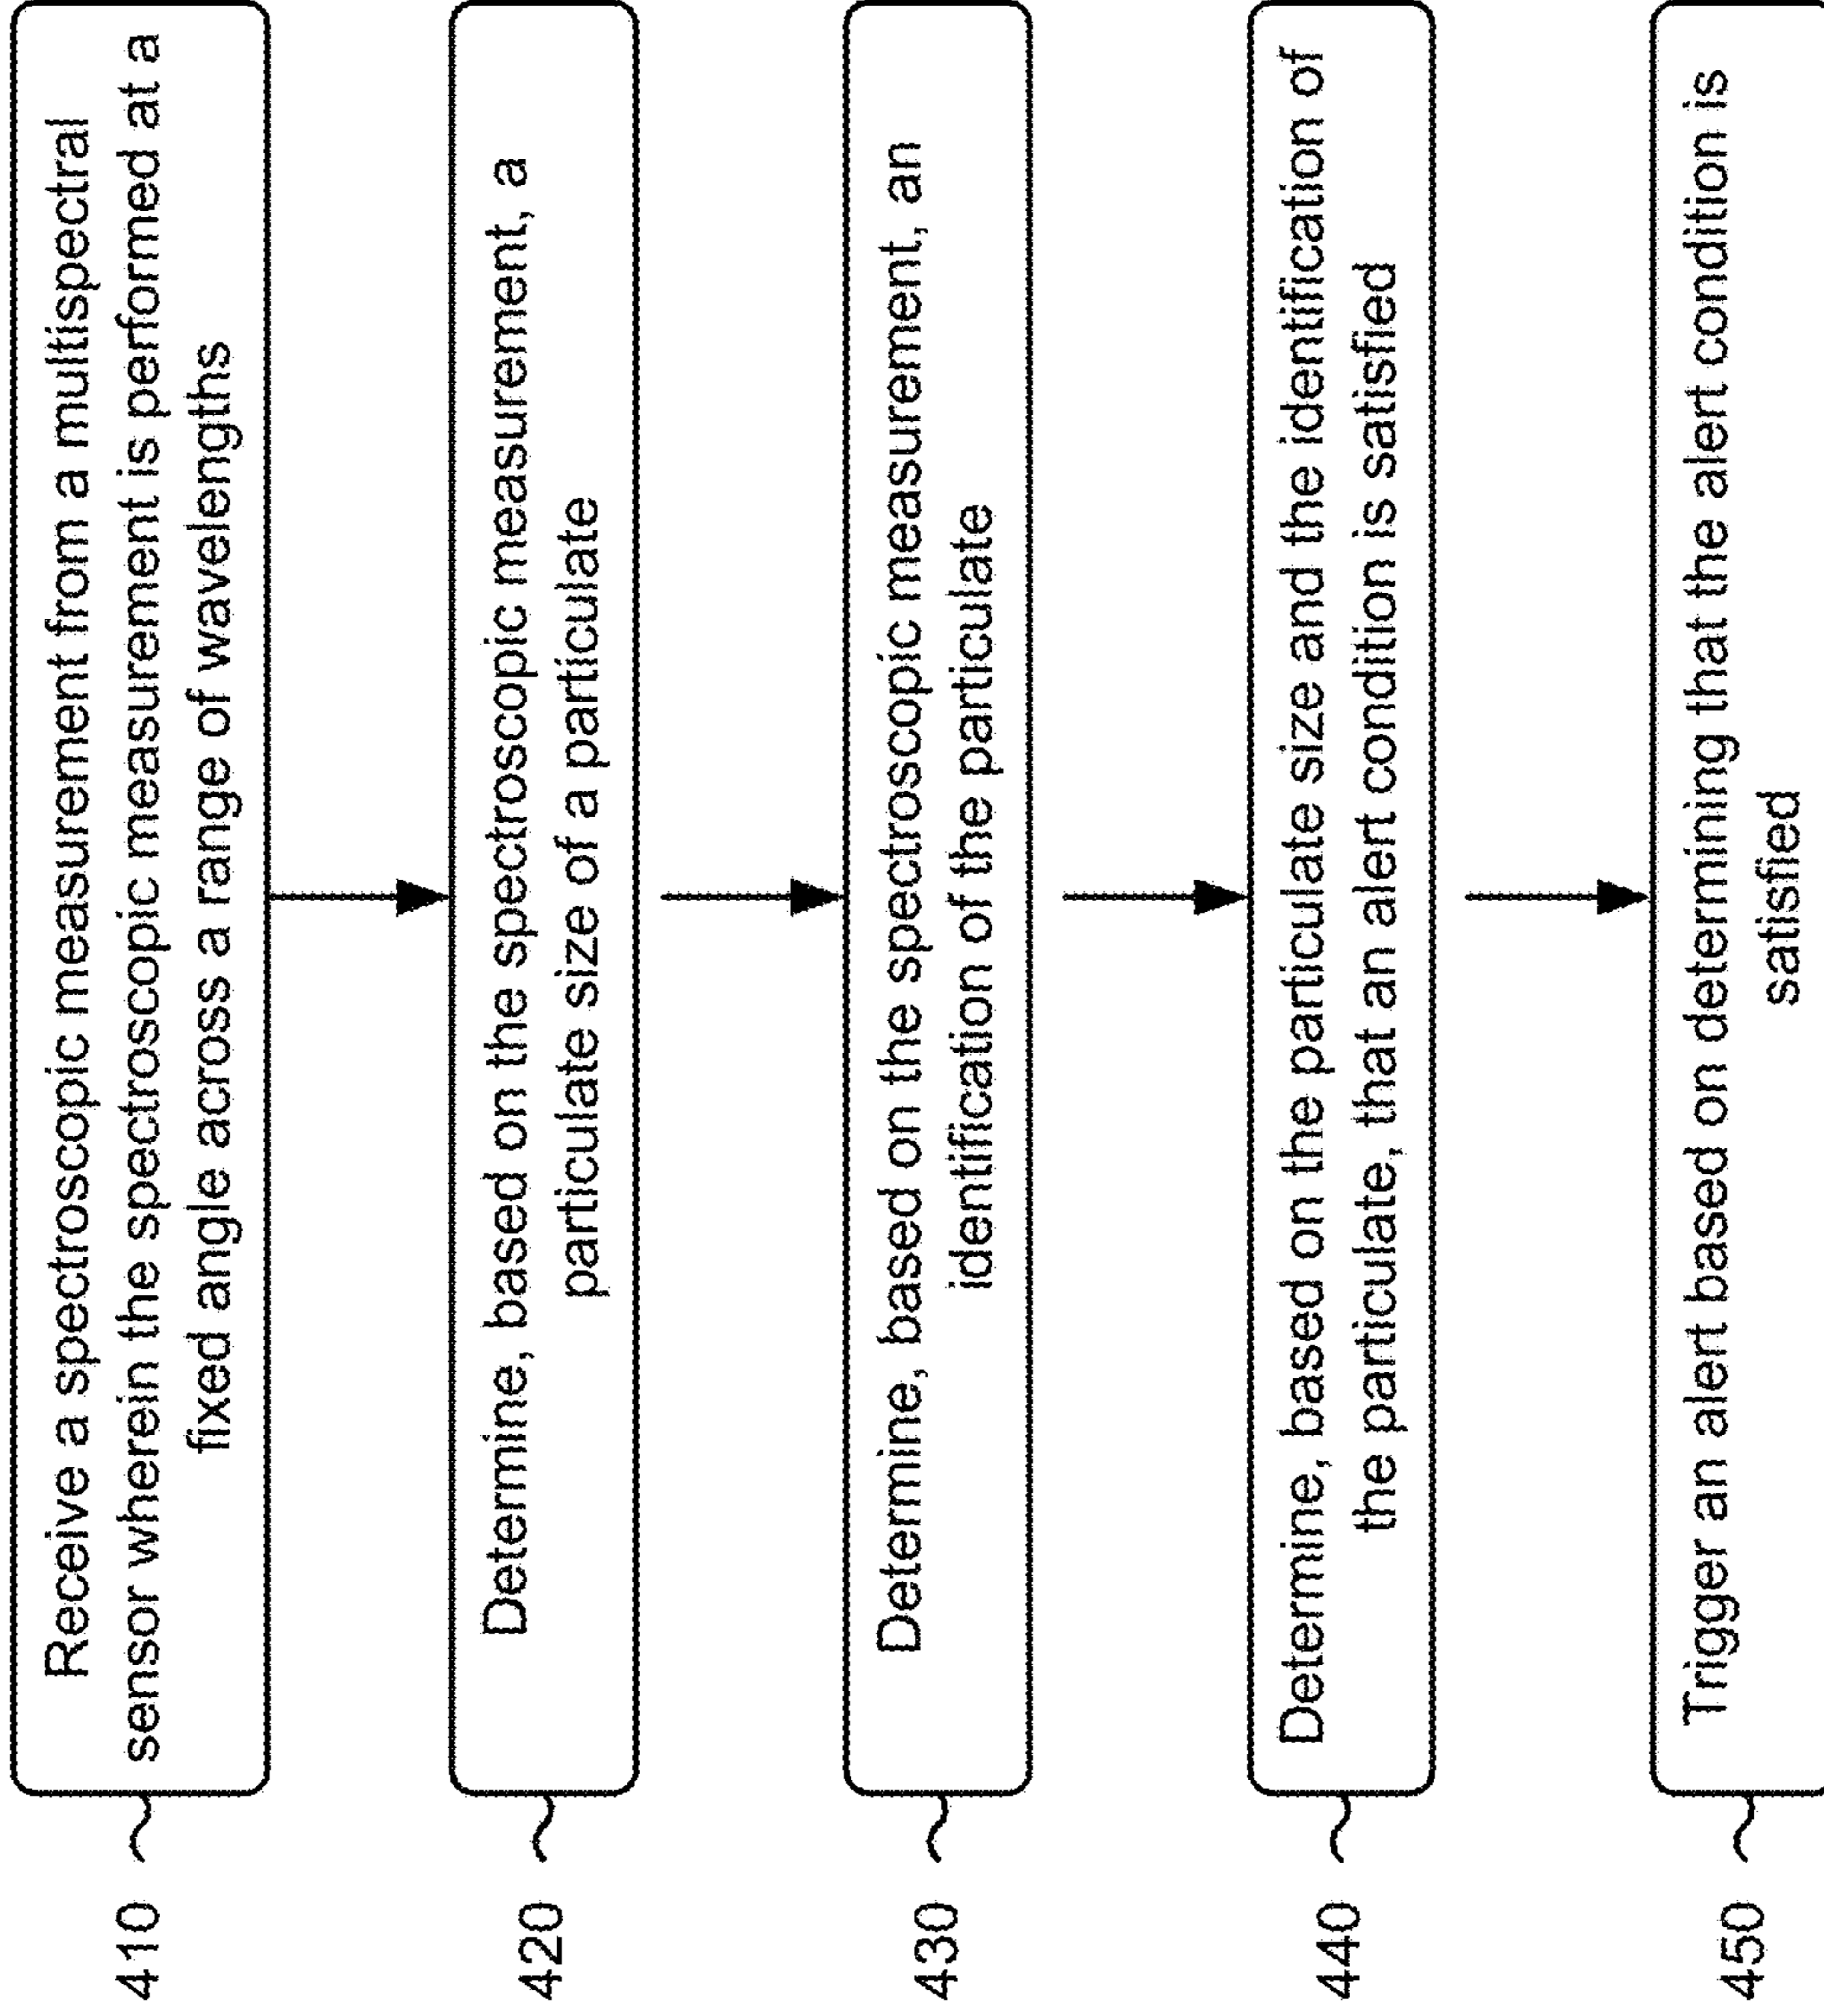 410
Receive a spectroscopic measurement from a multispectral
sensor wherein the spectroscopic measurement is performed at a
fixed angle across a range of wavelengths
420
Determine, based on the spectroscopic measurement, a
particulate size of a particulate
430
Determine, based on the spectroscopic measurement, an
identification of the particulate
440
Determine, based on the particulate size and the identification of
the particulate, that an alert condition is satisfied
450
Trigger an alert based on determining that the alert condition is
satisfied